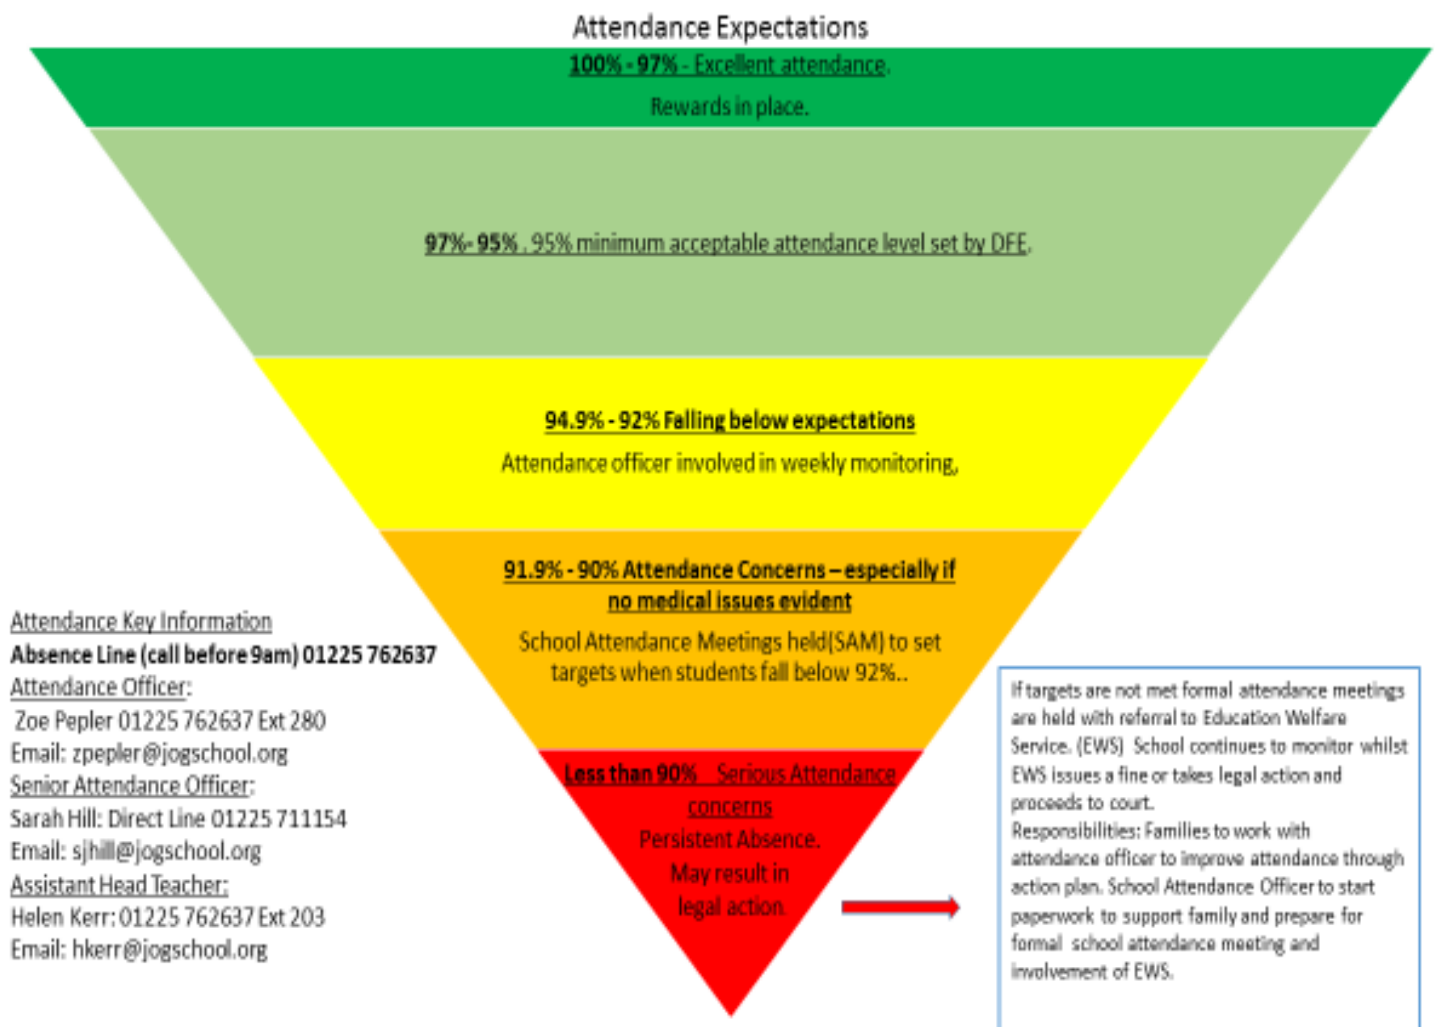 Attendance Expectations
100% - 97% - Excellent attendance.
Rewards in place.
97%- 95% . 95% minimum acceptable attendance level set by DFE.
94.9% - 92% Falling below expectations
Attendance officer involved in weekly monitoring,
91.9% - 90% Attendance Concerns – especially if
no medical issues evident
School Attendance Meetings held(SAM) to set
targets when students fall below 92%..
Less than 90%   Serious Attendance
concerns
Persistent Absence.
May result in
legal action.
Attendance Key Information
Absence Line (call before 9am) 01225 762637
Attendance Officer:
Zoe Pepler 01225 762637 Ext 280
Email: zpepler@jogschool.org
Senior Attendance Officer:
Sarah Hill: Direct Line 01225 711154
Email: sjhill@jogschool.org
Assistant Head Teacher:
Helen Kerr: 01225 762637 Ext 203
Email: hkerr@jogschool.org
If targets are not met formal attendance meetings
are held with referral to Education Welfare
Service. (EWS)  School continues to monitor whilst
EWS issues a fine or takes legal action and
proceeds to court.
Responsibilities: Families to work with
attendance officer to improve attendance through
action plan. School Attendance Officer to start
paperwork to support family and prepare for
formal  school attendance meeting and
involvement of EWS.